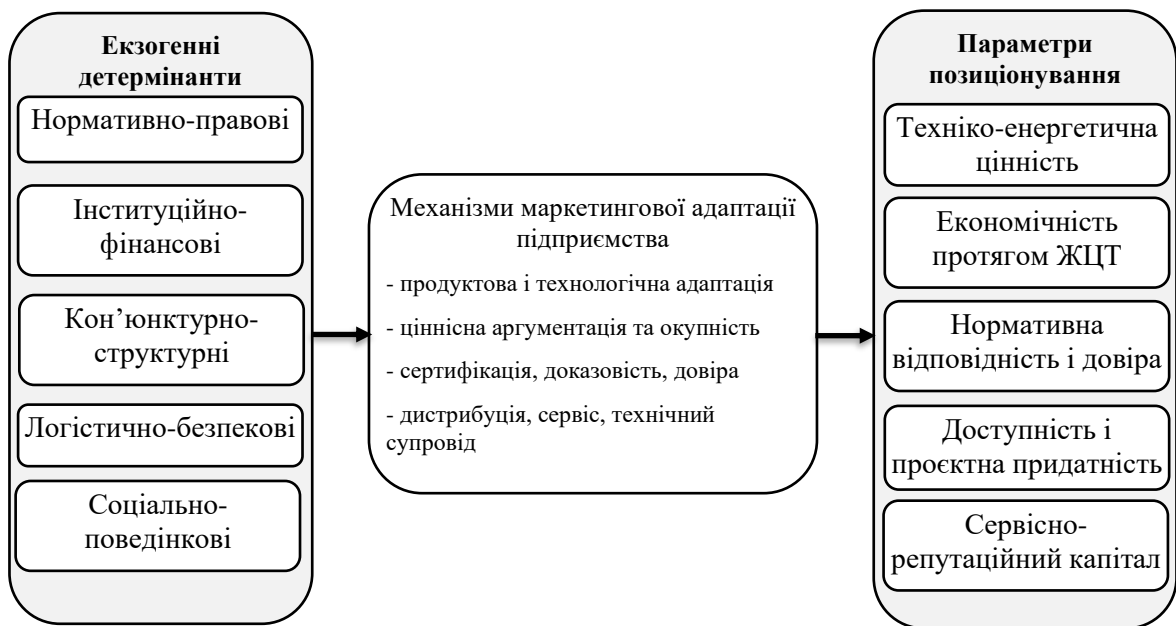 Екзогенні
детермінанти
Нормативно-правові
Інституційно-
фінансові
Кон’юнктурно-
структурні
Логістично-безпекові
Соціально-
поведінкові
Механізми маркетингової адаптації
підприємства
- продуктова і технологічна адаптація
- ціннісна аргументація та окупність
- сертифікація, доказовість, довіра
- дистрибуція, сервіс, технічний
супровід
Параметри
позиціонування
Техніко-енергетична
цінність
Економічність
протягом ЖЦТ
Нормативна
відповідність і довіра
Доступність і
проєктна придатність
Сервісно-
репутаційний капітал